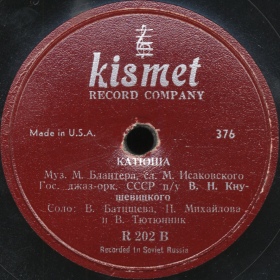 kismet
RECORD COMPANY
Made in U.S.A. 376
КАТЮША
Муз. М. Блантера, сл. М. Исаковского
Гос. джаз-орк. СССР п/у В. Н. Кну-
шевицкого
Соло: В. Батищева, П. Михайлова
и В. Тютюнник
R 202 B
Recorded in Soviet Russia